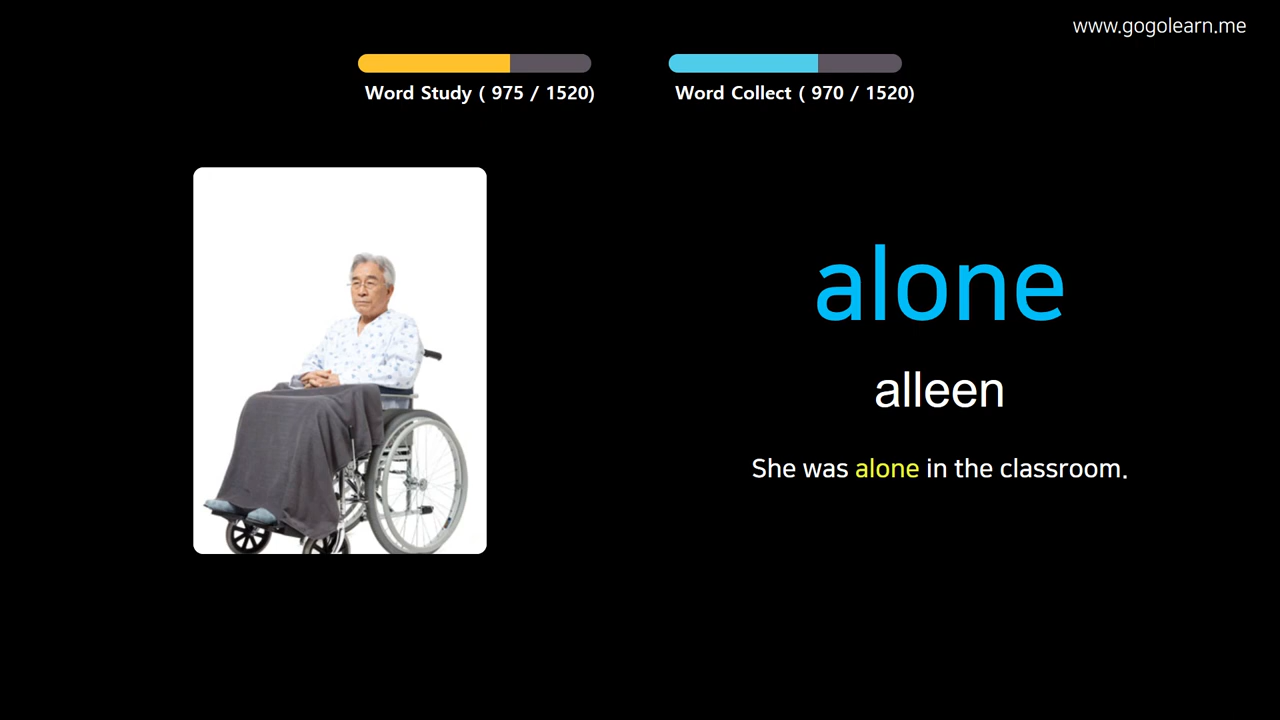 www.gogolearn.me
Word Study ( 975 / 1520)
Word Collect ( 970 / 1520)
alone
alleen
She was alone in the classroom.